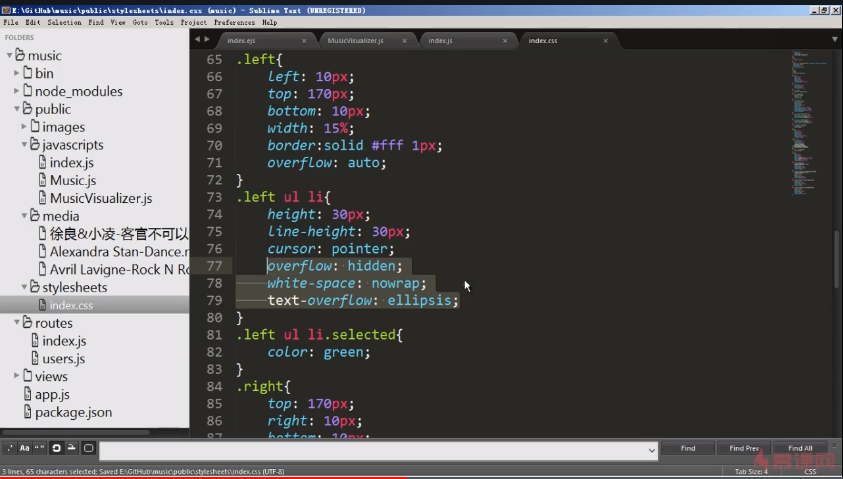 E:\GitHub\music\public\stylesheets\index.css (music) - Sublime Text (UNREGISTERED)
File Edit Selection Find View Goto Tools Project Preferences Help
FOLDERS
music
bin
node_modules
public
images
javascripts
index.js
Music.js
MusicVisualizer.js
media
徐良&小凌-客官不可以
Alexandra Stan-Dance.r
Avril Lavigne-Rock N Ro
stylesheets
index.css
routes
index.js
users.js
views
app.js
package.json
index.ejs
MusicVisualizer.js
index.js
index.css
65 .left{
66 left: 10px;
67 top: 170px;
68 bottom: 10px;
69 width: 15%;
70 border:solid #fff 1px;
71 overflow: auto;
72 }
73 .left ul li{
74 height: 30px;
75 line-height: 30px;
76 cursor: pointer;
77 overflow: hidden;
78 white-space: nowrap;
79 text-overflow: ellipsis;
80 }
81 .left ul li.selected{
82 color: green;
83 }
84 .right{
85 top: 170px;
86 right: 10px;
87 bottom: 10px;
Aa
Find
Find Prev
Find All
3 lines, 65 characters selected; Saved E:\GitHub\music\public\stylesheets\index.css (UTF-8)
Tab Size: 4
CSS
慕课网